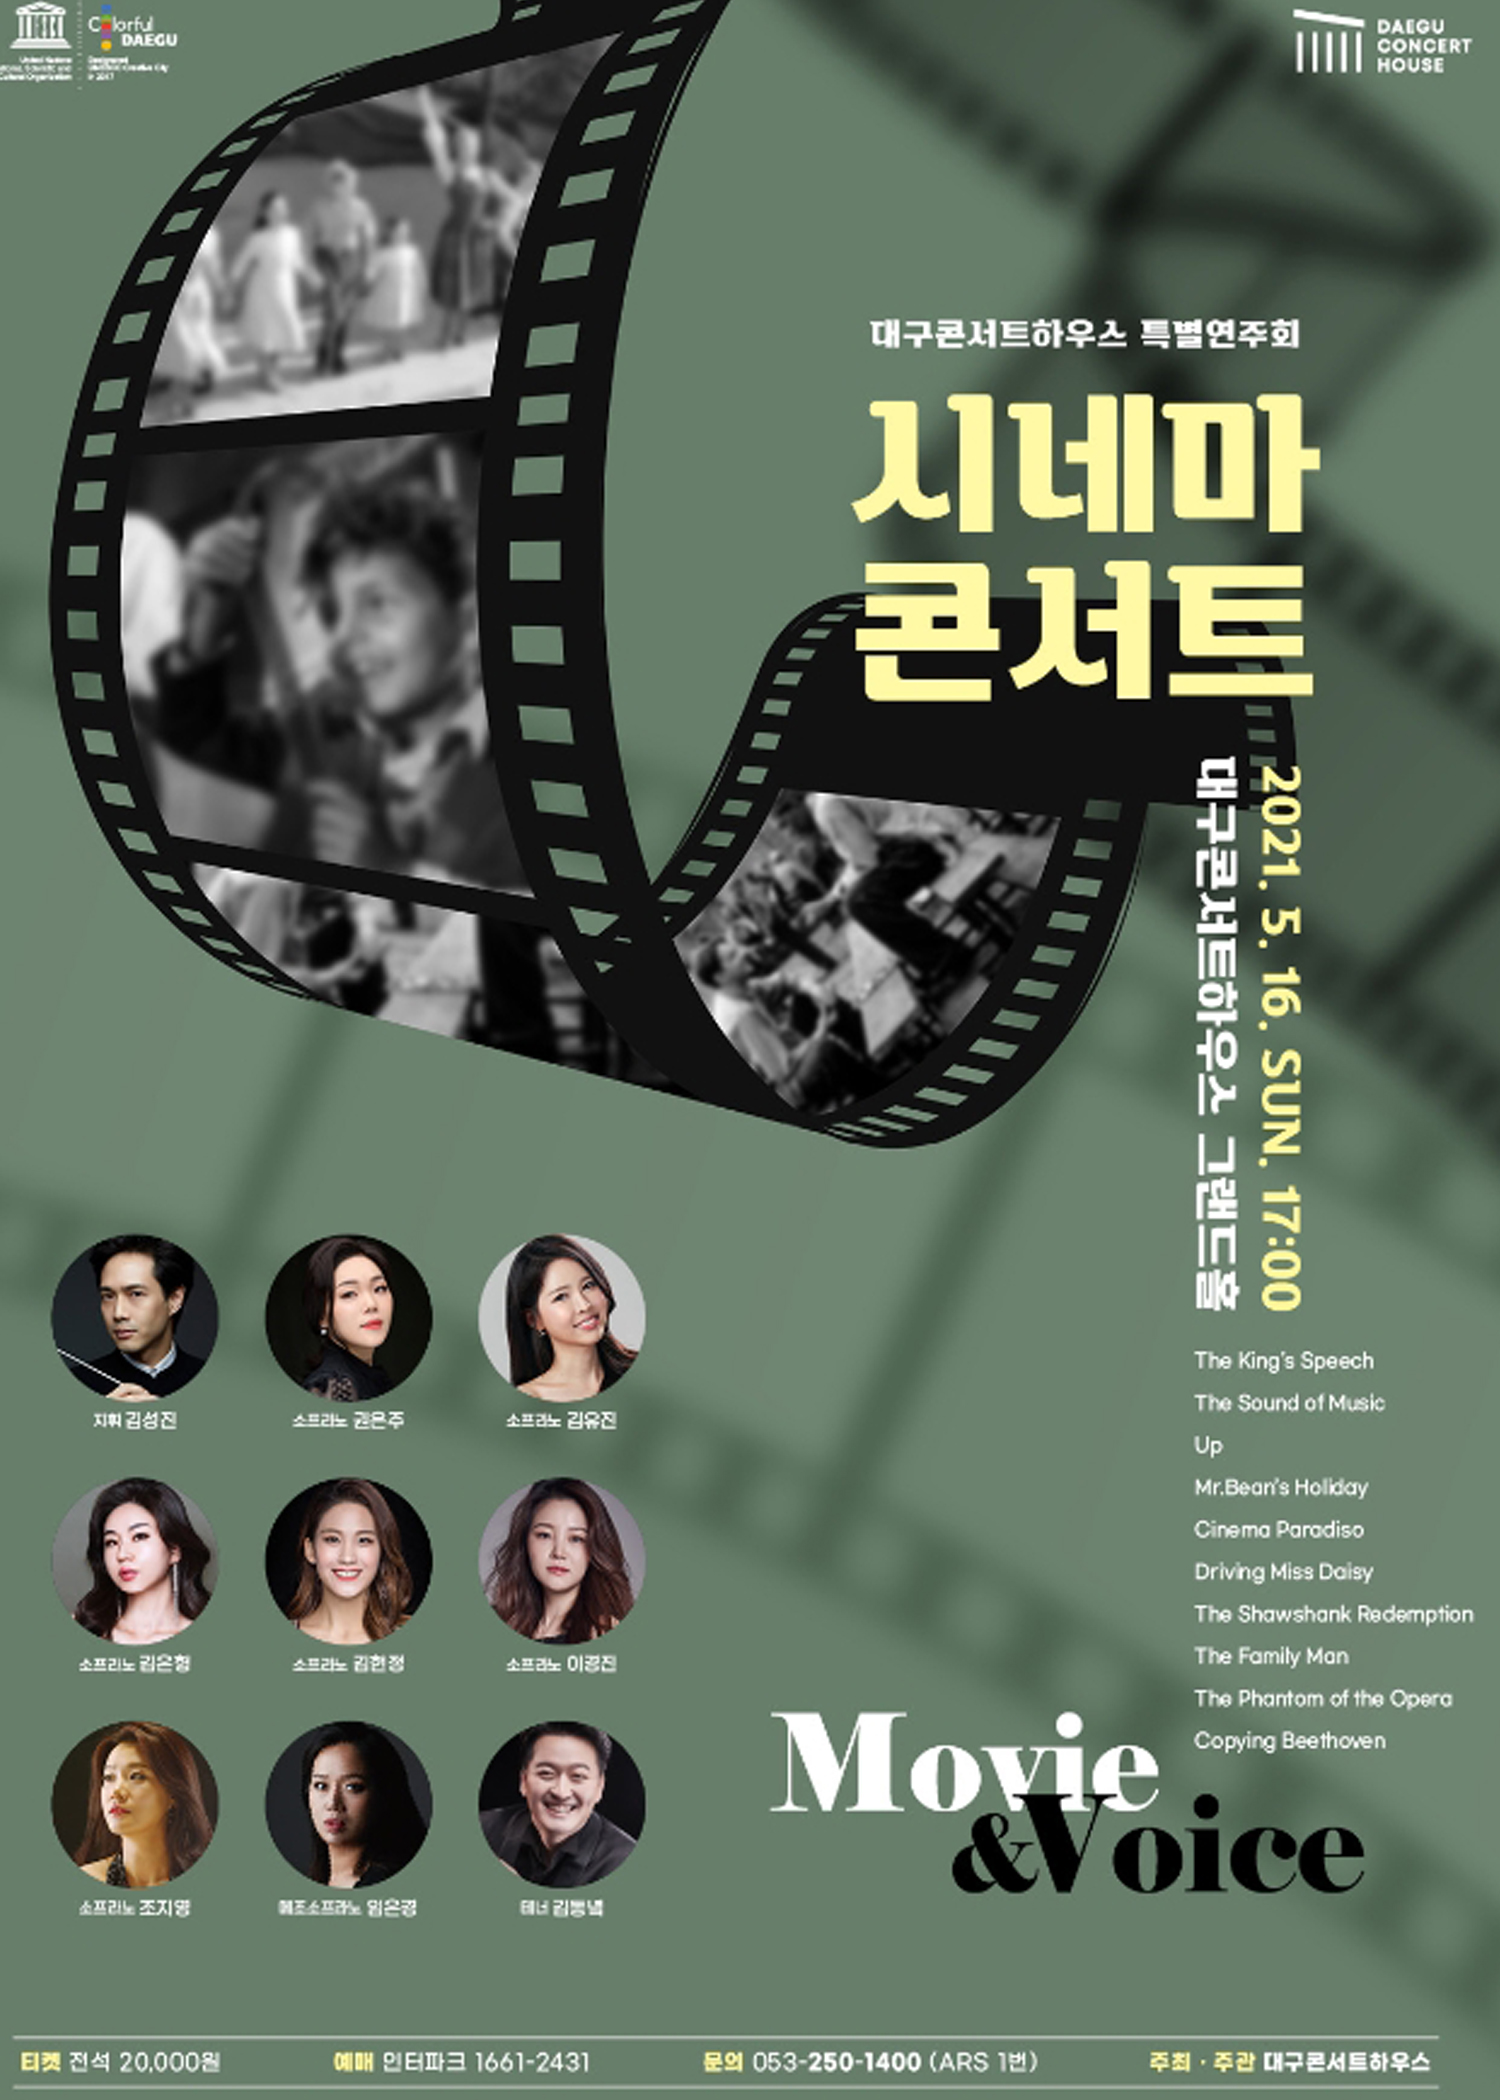 Colorful
DAEGU
DAEGU
CONCERT
HOUSE
대구콘서트하우스 특별연주회
시네마
콘서트
2021. 5. 16. SUN. 17:00
대구콘서트하우스 그랜드홀
지휘 김성진
소프라노 권은주
소프라노 김유진
소프라노 김은형
소프라노 김현정
소프라노 이경진
소프라노 조지영
메조소프라노 임은경
테너 김동녘
The King's Speech
The Sound of Music
Up
Mr.Bean's Holiday
Cinema Paradiso
Driving Miss Daisy
The Shawshank Redemption
The Family Man
The Phantom of the Opera
Copying Beethoven
Movie
&Voice
티켓 전석 20,000원
예매 인터파크 1661-2431
문의 053-250-1400 (ARS 1번)
주최 · 주관 대구콘서트하우스